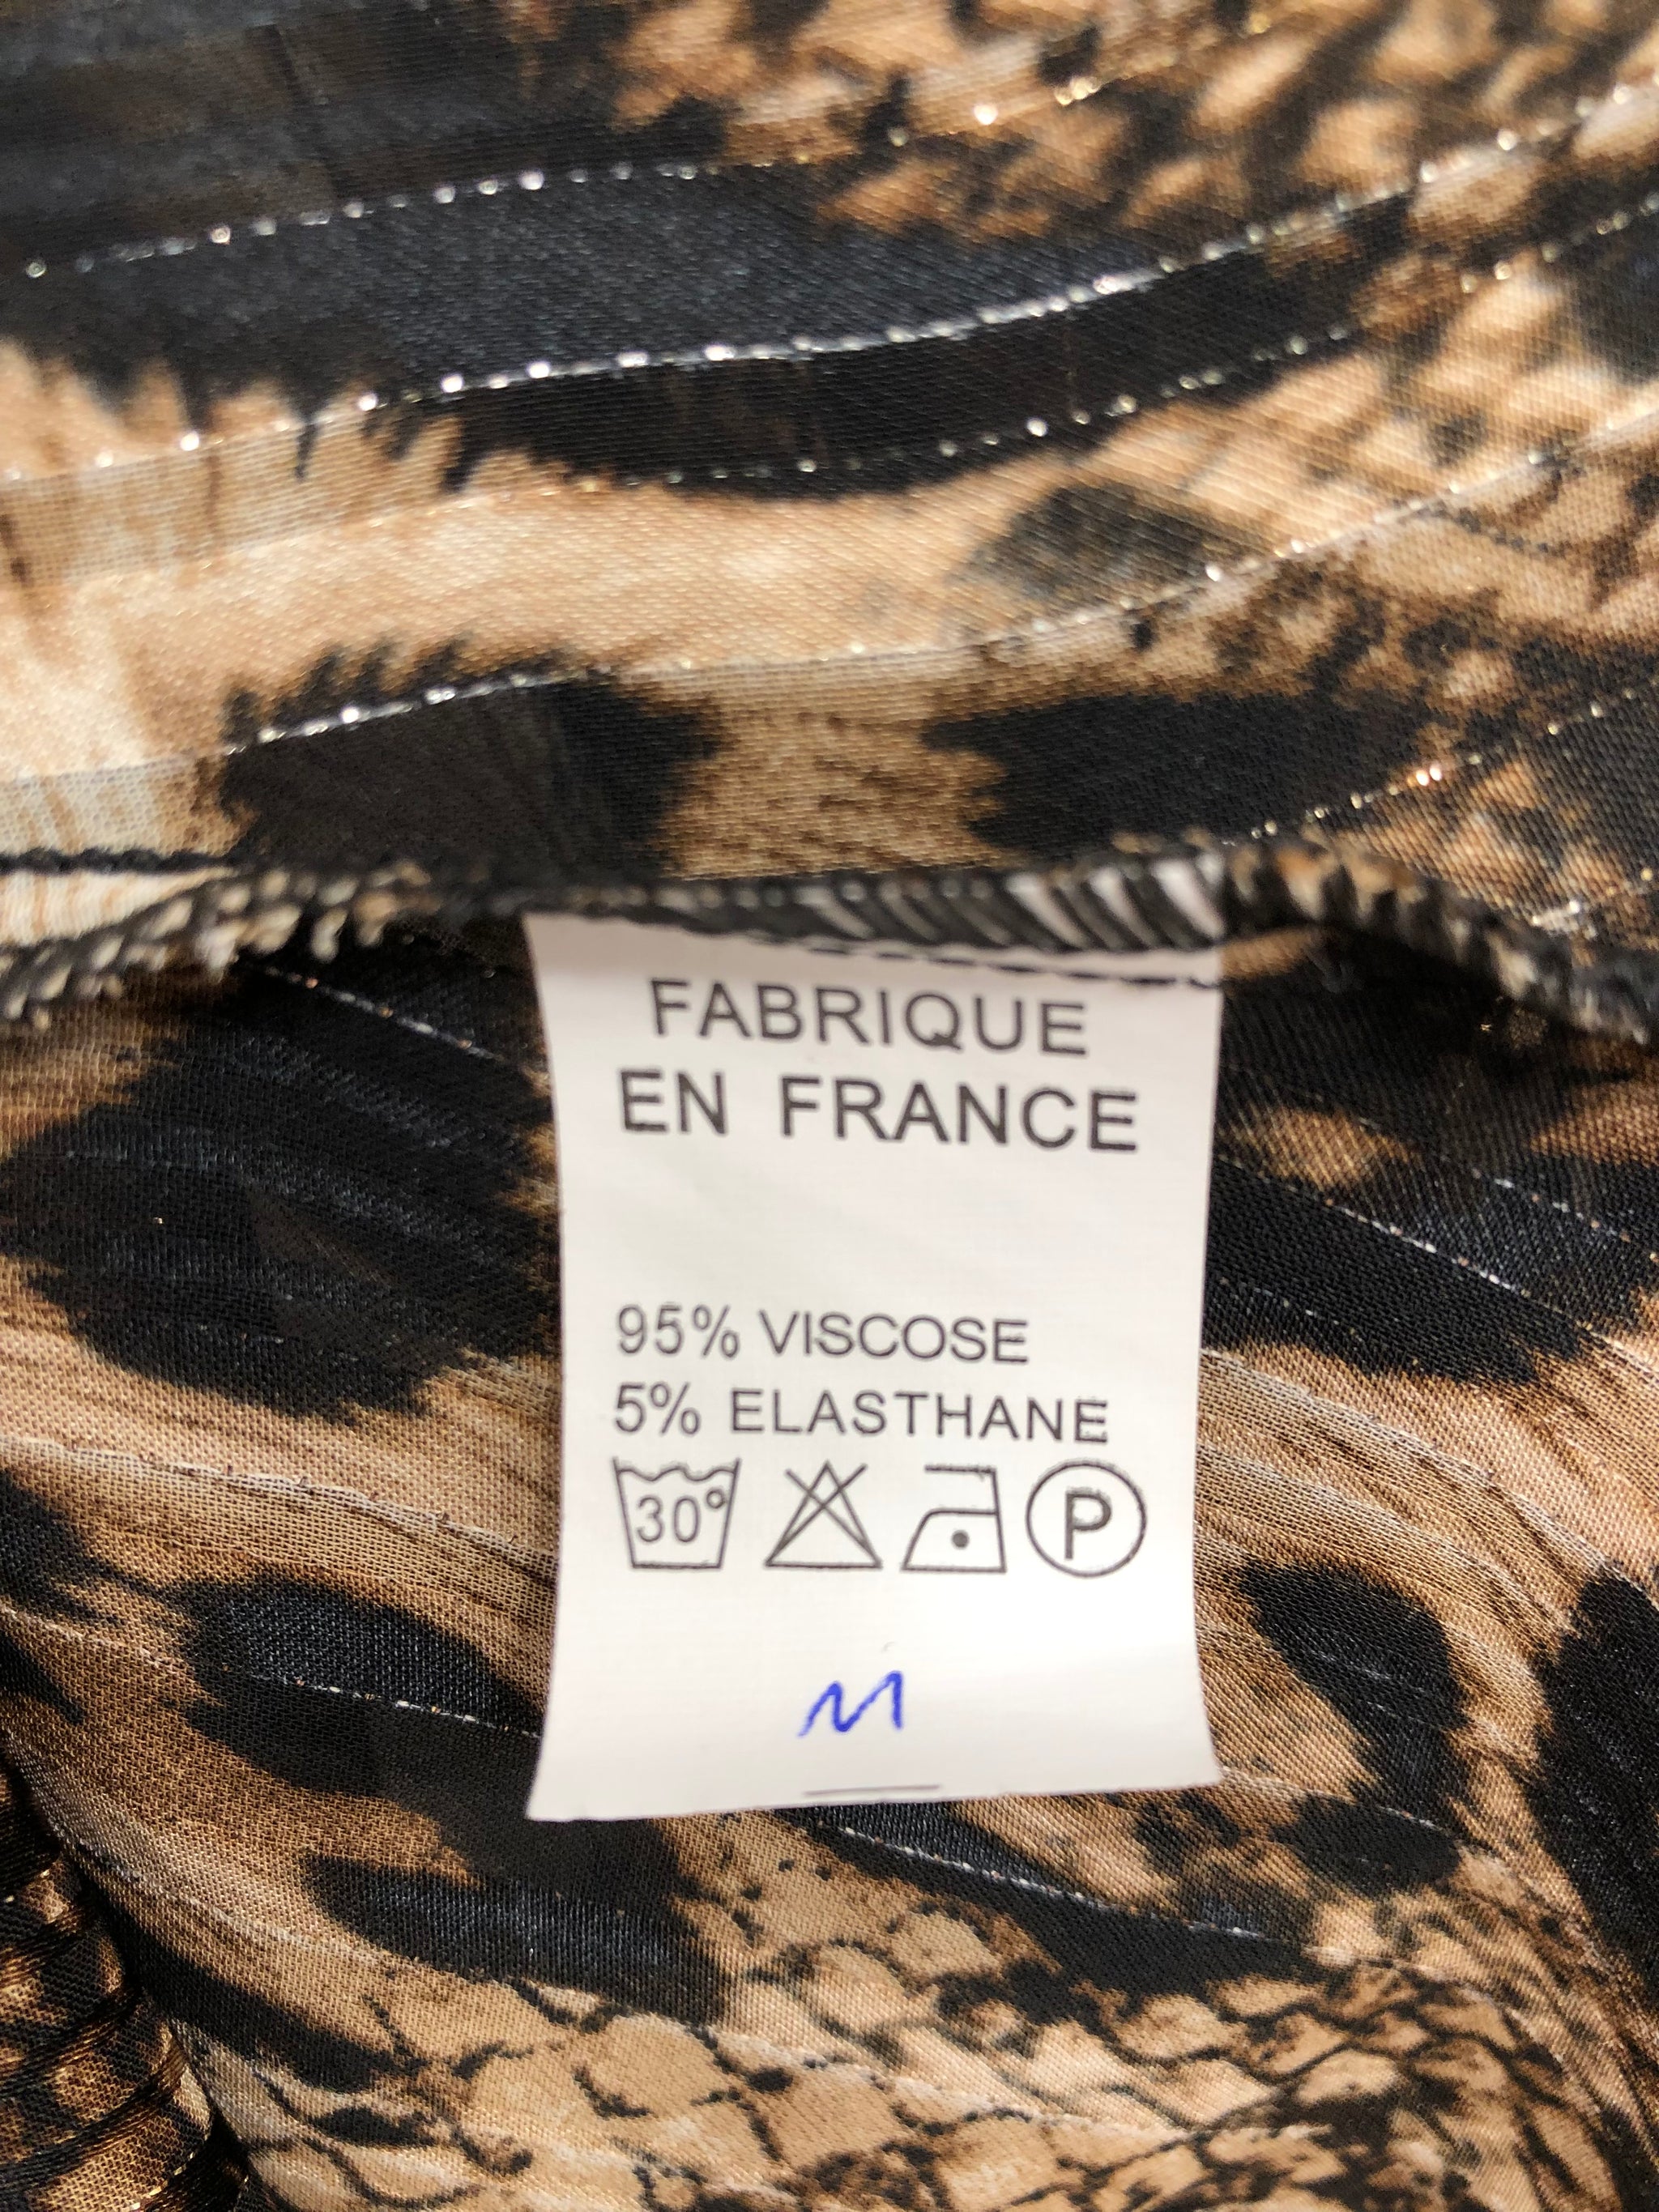 FABRIQUE
EN FRANCE
95% VISCOSE
5% ELASTHANE
30° P
M